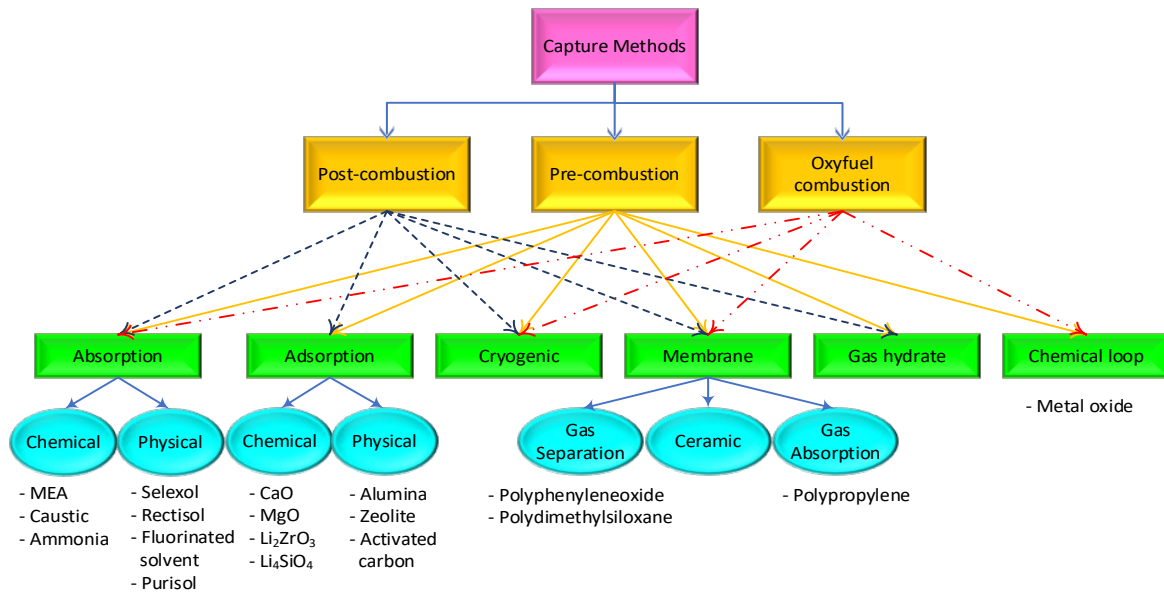 Capture Methods
Post-combustion
Pre-combustion
Oxyfuel
combustion
Absorption
Adsorption
Cryogenic
Membrane
Gas hydrate
Chemical loop
- Metal oxide
Chemical
Physical
Chemical
Physical
Gas
Separation
Ceramic
Gas
Absorption
- MEA
- Caustic
- Ammonia
- Selexol
- Rectisol
- Fluorinated
solvent
- Purisol
- CaO
- MgO
- Li₂ZrO₃
- Li₄SiO₄
- Alumina
- Zeolite
- Activated
carbon
- Polyphenyleneoxide
- Polydimethylsiloxane
- Polypropylene